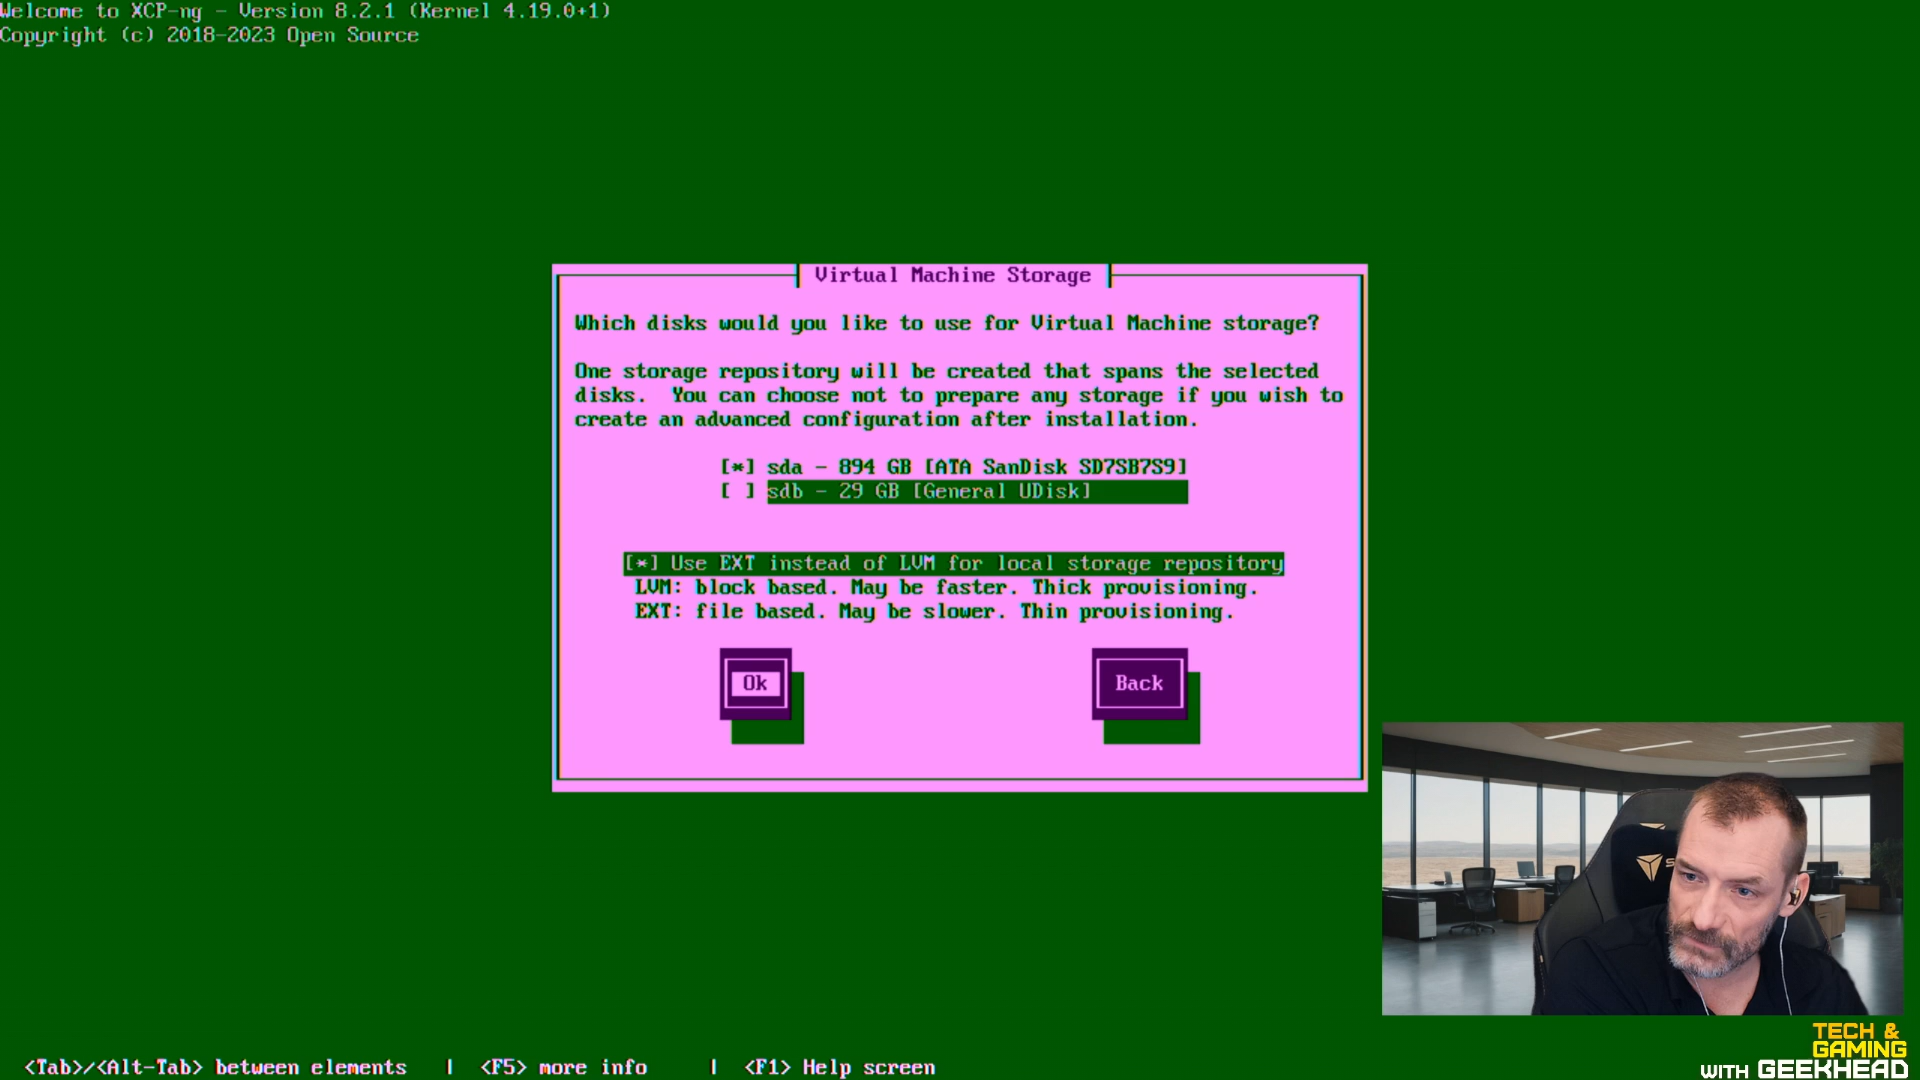 Welcome to XCP-ng - Version 8.2.1 (Kernel 4.19.0+1)
Copyright (c) 2018-2023 Open Source
Virtual Machine Storage
Which disks would you like to use for Virtual Machine storage?
One storage repository will be created that spans the selected
disks.  You can choose not to prepare any storage if you wish to
create an advanced configuration after installation.
[*] sda - 894 GB [ATA SanDisk SD7SB7S9]
[ ] sdb - 29 GB [General UDisk]
[*] Use EXT instead of LVM for local storage repository
LVM: block based. May be faster. Thick provisioning.
EXT: file based. May be slower. Thin provisioning.
Ok Back
<Tab>/<Alt-Tab> between elements | <F5> more info | <F1> Help screen
TECH &
GAMING
WITH GEEKHEAD